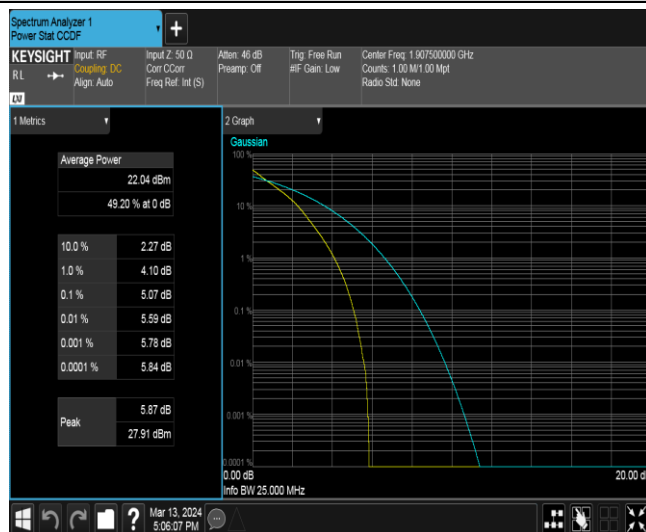 Spectrum Analyzer 1
Power Stat CCDF
+
KEYSIGHT
RL
LXI
Input: RF
Coupling: DC
Align: Auto
Input Z: 50 Ω
Corr CCorr
Freq Ref: Int (S)
Atten: 46 dB
Preamp: Off
Trig: Free Run
#IF Gain: Low
Center Freq: 1.907500000 GHz
Counts: 1.00 M/1.00 Mpt
Radio Std: None
1 Metrics
Average Power
22.04 dBm
49.20 % at 0 dB
10.0 % 2.27 dB
1.0 % 4.10 dB
0.1 % 5.07 dB
0.01 % 5.59 dB
0.001 % 5.78 dB
0.0001 % 5.84 dB
Peak
5.87 dB
27.91 dBm
2 Graph
Gaussian
100 %
10 %
1 %
0.1 %
0.01 %
0.001 %
0.0001 %
0.00 dB
20.00 d
Info BW 25.000 MHz
?
Mar 13, 2024
5:06:07 PM